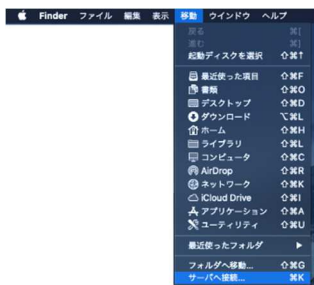 Finder ファイル 編集 表示 移動 ウインドウ ヘルプ
戻る ⌘[
進む ⌘]
起動ディスクを選択 ⇧⌘↑
最近使った項目 ⇧⌘F
書類 ⇧⌘O
デスクトップ ⇧⌘D
ダウンロード ⌥⌘L
ホーム ⇧⌘H
ライブラリ ⇧⌘L
コンピュータ ⇧⌘C
AirDrop ⇧⌘R
ネットワーク ⇧⌘K
iCloud Drive ⇧⌘I
アプリケーション ⇧⌘A
ユーティリティ ⇧⌘U
最近使ったフォルダ ▶
フォルダへ移動... ⇧⌘G
サーバへ接続... ⌘K